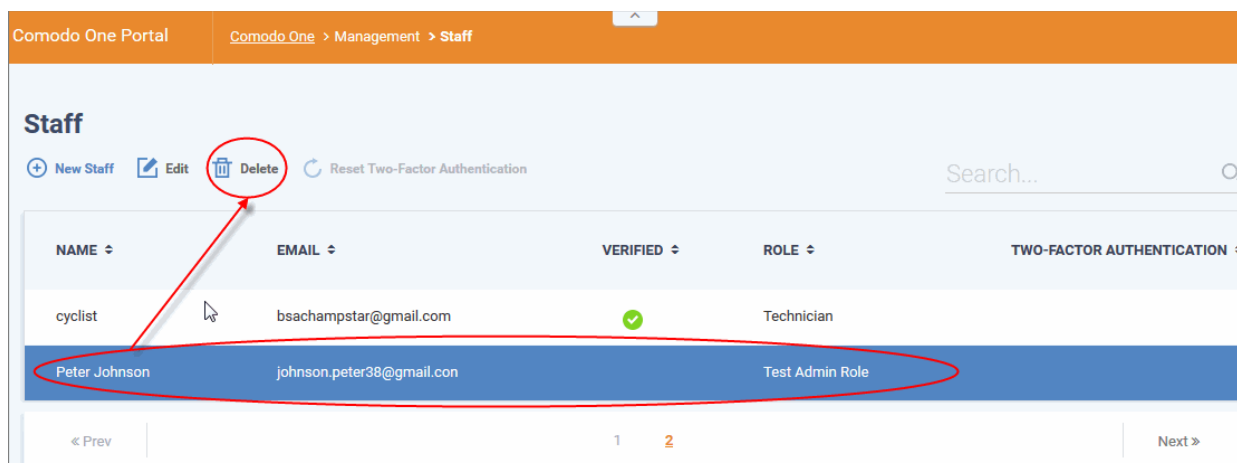 Comodo One Portal Comodo One > Management > Staff
Staff
New Staff Edit Delete Reset Two-Factor Authentication Search...
NAME EMAIL VERIFIED ROLE TWO-FACTOR AUTHENTICATION
cyclist bsachampstar@gmail.com Technician
Peter Johnson johnson.peter38@gmail.con Test Admin Role
« Prev 1 2 Next »